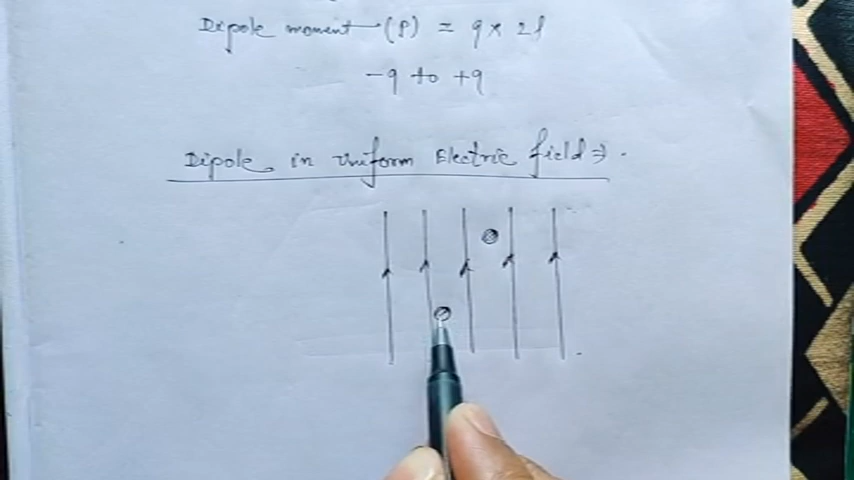 Dipole moment (P) = q × 2l
-q to +q
Dipole in Uniform Electric field ⇒